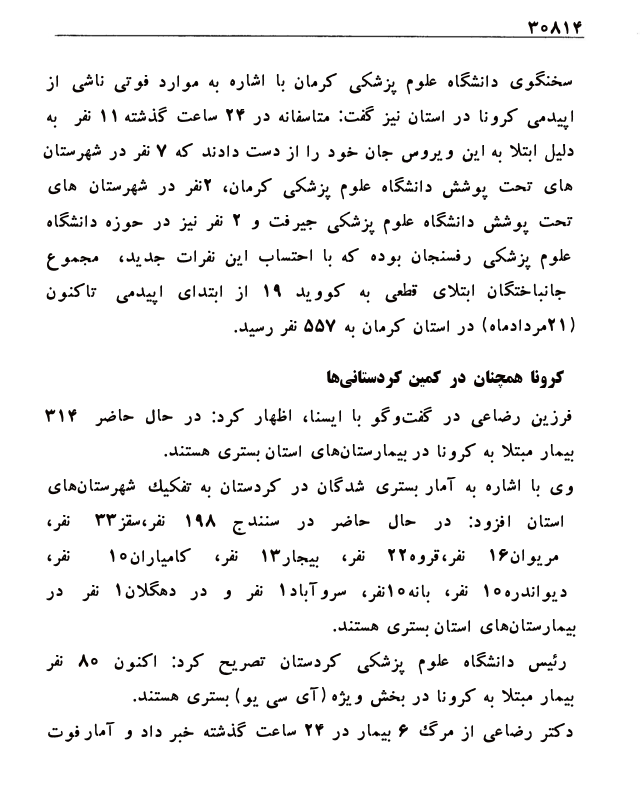 ۳۰۸۱۴
سخنگوی دانشگاه علوم پزشکی کرمان با اشاره به موارد فوتی ناشی از
اپیدمی کرونا در استان نیز گفت: متاسفانه در ۲۴ ساعت گذشته ۱۱ نفر به
دلیل ابتلا به این ویروس جان خود را از دست دادند که ۷ نفر در شهرستان
های تحت پوشش دانشگاه علوم پزشکی کرمان، ۲نفر در شهرستان های
تحت پوشش دانشگاه علوم پزشکی جیرفت و ۲ نفر نیز در حوزه دانشگاه
علوم پزشکی رفسنجان بوده که با احتساب این نفرات جدید، مجموع
جانباختگان ابتلای قطعی به کووید ۱۹ از ابتدای اپیدمی تاکنون
(۲۱مردادماه) در استان کرمان به ۵۵۷ نفر رسید.
کرونا همچنان در کمین کردستانی‌ها
فرزین رضاعی در گفت‌وگو با ایسنا، اظهار کرد: در حال حاضر ۳۱۴
بیمار مبتلا به کرونا در بیمارستان‌های استان بستری هستند.
وی با اشاره به آمار بستری شدگان در کردستان به تفکیک شهرستان‌های
استان افزود: در حال حاضر در سنندج ۱۹۸ نفر،سقز۳۳ نفر،
مریوان۱۶ نفر،قروه۲۲ نفر، بیجار۱۳ نفر، کامیاران۱۰ نفر،
دیواندره۱۰ نفر، بانه۱۰نفر، سروآباد۱ نفر و در دهگلان۱ نفر در
بیمارستان‌های استان بستری هستند.
رئیس دانشگاه علوم پزشکی کردستان تصریح کرد: اکنون ۸۰ نفر
بیمار مبتلا به کرونا در بخش ویژه (آی سی یو) بستری هستند.
دکتر رضاعی از مرگ ۶ بیمار در ۲۴ ساعت گذشته خبر داد و آمار فوت